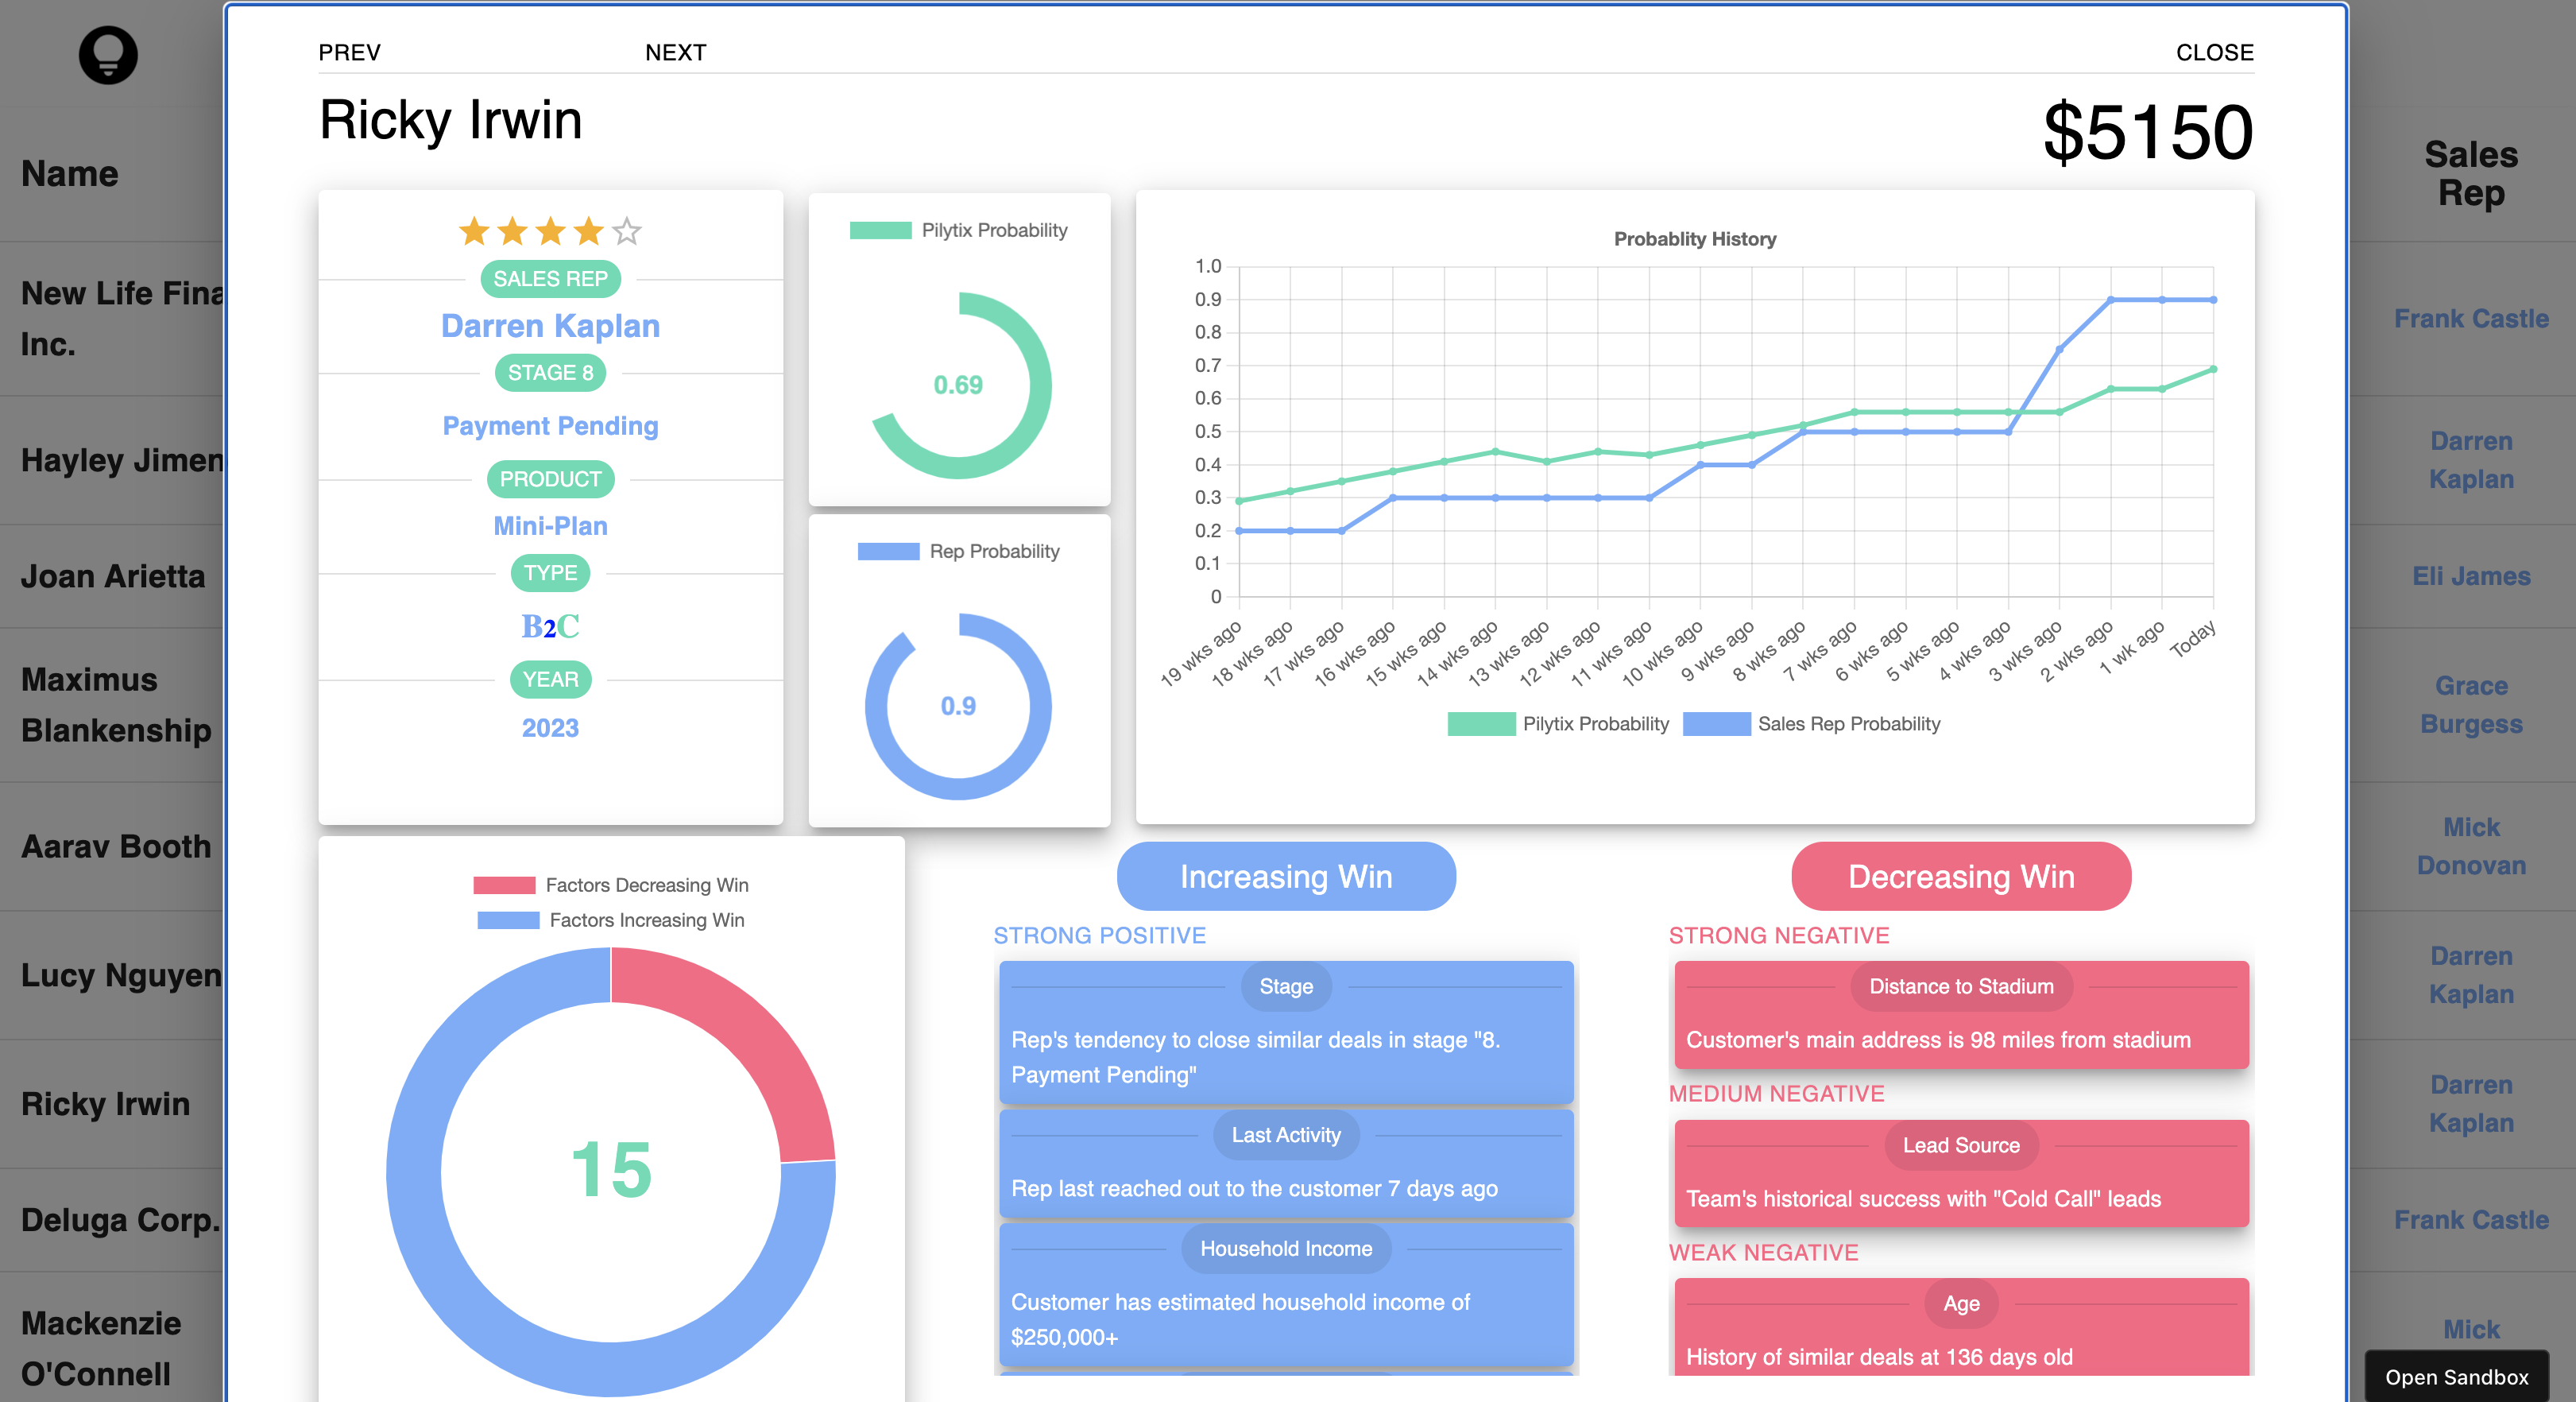 PREV
NEXT
CLOSE
Ricky Irwin
$5150
Name
New Life Fina
Inc.
Hayley Jimen
Joan Arietta
Maximus
Blankenship
Aarav Booth
Lucy Nguyen
Ricky Irwin
Deluga Corp.
Mackenzie
O'Connell
SALES REP
Darren Kaplan
STAGE 8
Payment Pending
PRODUCT
Mini-Plan
TYPE
B2C
YEAR
2023
Pilytix Probability
0.69
Rep Probability
0.9
Probablity History
1.0
0.9
0.8
0.7
0.6
0.5
0.4
0.3
0.2
0.1
0
19 wks ago
18 wks ago
17 wks ago
16 wks ago
15 wks ago
14 wks ago
13 wks ago
12 wks ago
11 wks ago
10 wks ago
9 wks ago
8 wks ago
7 wks ago
6 wks ago
5 wks ago
4 wks ago
3 wks ago
2 wks ago
1 wk ago
Today
Pilytix Probability
Sales Rep Probability
Factors Decreasing Win
Factors Increasing Win
15
Increasing Win
STRONG POSITIVE
Stage
Rep's tendency to close similar deals in stage "8.
Payment Pending"
Last Activity
Rep last reached out to the customer 7 days ago
Household Income
Customer has estimated household income of
$250,000+
Decreasing Win
STRONG NEGATIVE
Distance to Stadium
Customer's main address is 98 miles from stadium
MEDIUM NEGATIVE
Lead Source
Team's historical success with "Cold Call" leads
WEAK NEGATIVE
Age
History of similar deals at 136 days old
Sales
Rep
Frank Castle
Darren
Kaplan
Eli James
Grace
Burgess
Mick
Donovan
Darren
Kaplan
Darren
Kaplan
Frank Castle
Mick
Open Sandbox